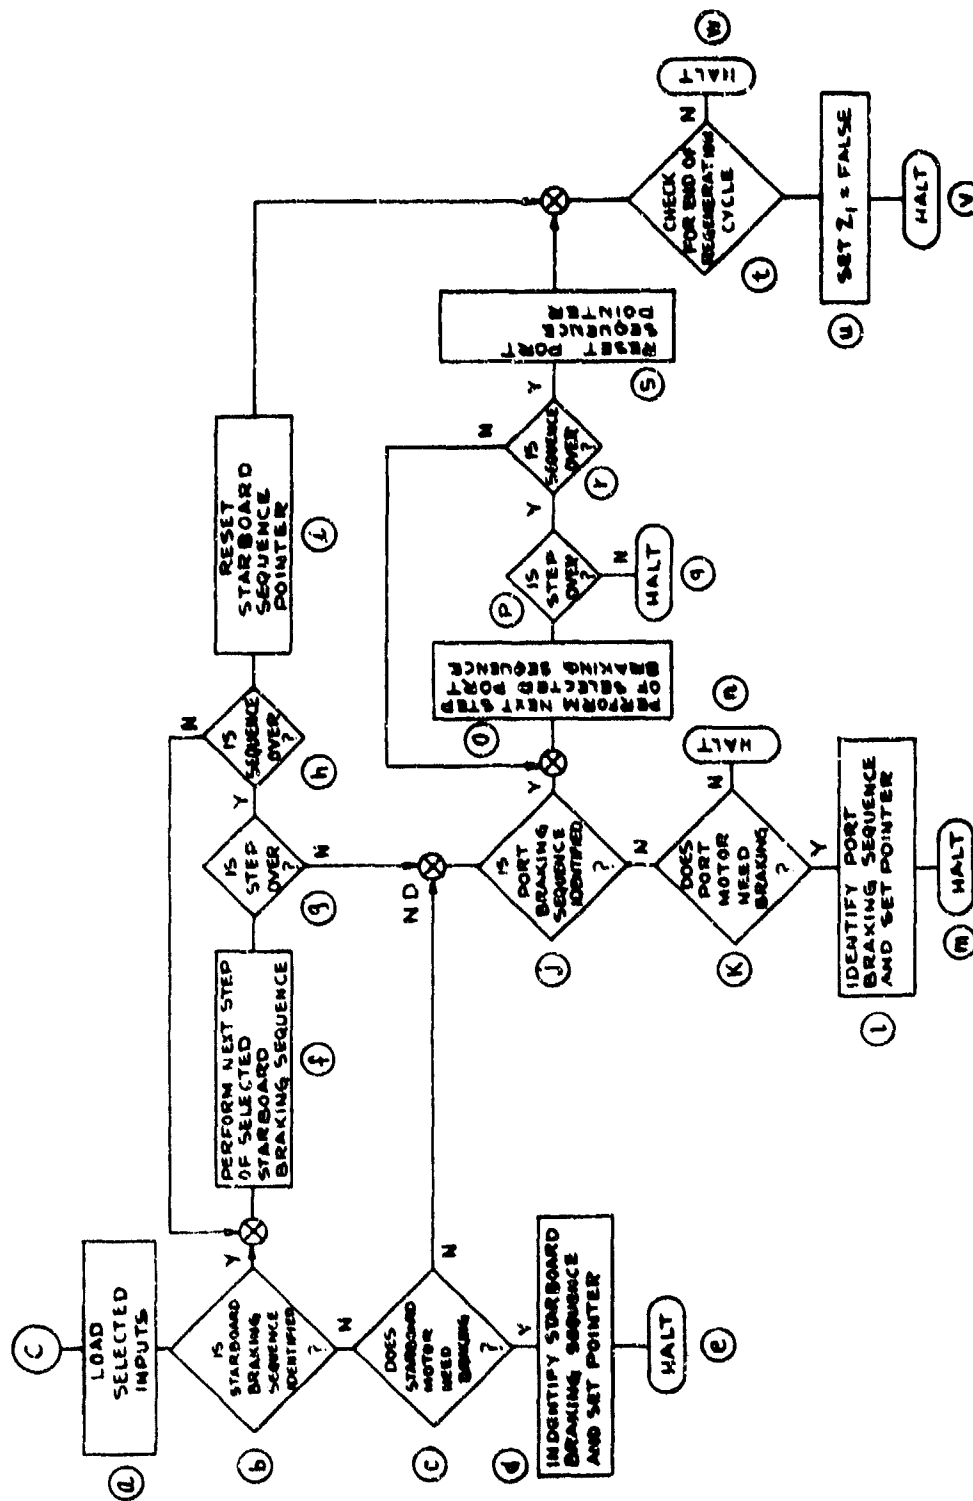 C
LOAD
SELECTED
INPUTS
a
IS
STARBOARD
BRAKING
SEQUENCE
IDENTIFIED
?
b
Y
N
PERFORM NEXT STEP
OF SELECTED
STARBOARD
BRAKING SEQUENCE
f
IS
STEP
OVER
?
g
Y
N
IS
SEQUENCE
OVER
?
h
N
RESET
STARBOARD
SEQUENCE
POINTER
i
DOES
STARBOARD
MOTOR
NEED
BRAKING
?
c
N
Y
INDENTIFY STARBOARD
BRAKING SEQUENCE
AND SET POINTER
d
HALT
e
ND
IS
PORT
BRAKING
SEQUENCE
IDENTIFIED
?
j
Y
N
PERFORM NEXT STEP
OF SELECTED PORT
BRAKING SEQUENCE
O
IS
STEP
OVER
?
P
Y
N
HALT
q
IS
SEQUENCE
OVER
?
r
N
Y
RESET PORT
SEQUENCE
POINTER
S
DOES
PORT
MOTOR
NEED
BRAKING
?
K
N
HALT
n
Y
IDENTIFY PORT
BRAKING SEQUENCE
AND SET POINTER
l
HALT
m
CHECK
FOR END OF
REGENERATION
CYCLE
t
N
HALT
w
SET Z₁ = FALSE
u
HALT
v